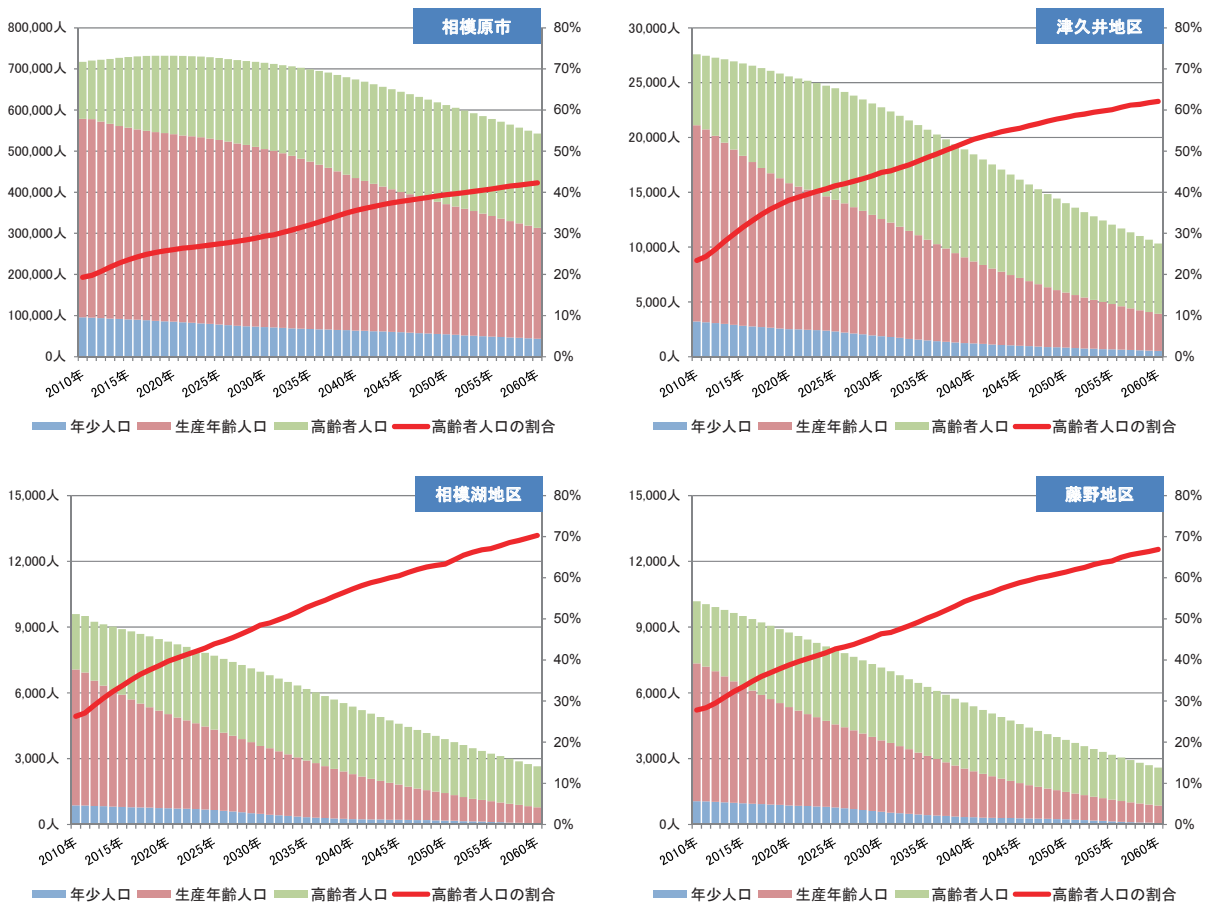 相模原市
800,000人
700,000人
600,000人
500,000人
400,000人
300,000人
200,000人
100,000人
0人
80%
70%
60%
50%
40%
30%
20%
10%
0%
2010年 2015年 2020年 2025年 2030年 2035年 2040年 2045年 2050年 2055年 2060年
年少人口 生産年齢人口 高齢者人口 高齢者人口の割合
津久井地区
30,000人
25,000人
20,000人
15,000人
10,000人
5,000人
0人
80%
70%
60%
50%
40%
30%
20%
10%
0%
2010年 2015年 2020年 2025年 2030年 2035年 2040年 2045年 2050年 2055年 2060年
年少人口 生産年齢人口 高齢者人口 高齢者人口の割合
相模湖地区
15,000人
12,000人
9,000人
6,000人
3,000人
0人
80%
70%
60%
50%
40%
30%
20%
10%
0%
2010年 2015年 2020年 2025年 2030年 2035年 2040年 2045年 2050年 2055年 2060年
年少人口 生産年齢人口 高齢者人口 高齢者人口の割合
藤野地区
15,000人
12,000人
9,000人
6,000人
3,000人
0人
80%
70%
60%
50%
40%
30%
20%
10%
0%
2010年 2015年 2020年 2025年 2030年 2035年 2040年 2045年 2050年 2055年 2060年
年少人口 生産年齢人口 高齢者人口 高齢者人口の割合